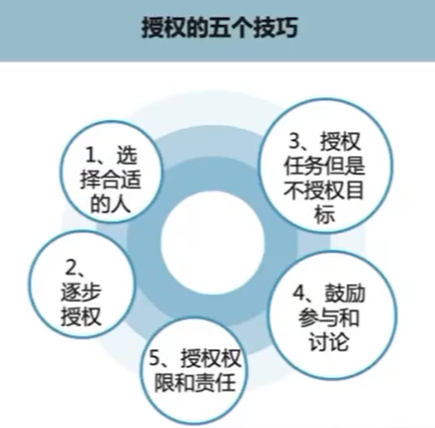 授权的五个技巧
1、选
择合适
的人
2、
逐步
授权
3、授权
任务但是
不授权目
标
4、鼓励
参与和
讨论
5、授权权
限和责任